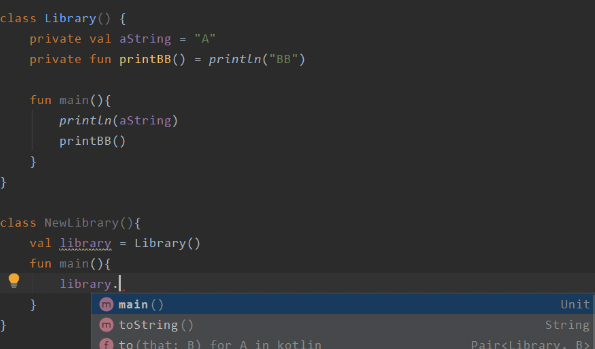 class Library() {
    private val aString = "A"
    private fun printBB() = println("BB")

    fun main(){
        println(aString)
        printBB()
    }
}

class NewLibrary(){
    val library = Library()
    fun main(){
        library.
m main() Unit
    }
m toString() String
}
f to(that: B) for A in kotlin Pair<Library, B>